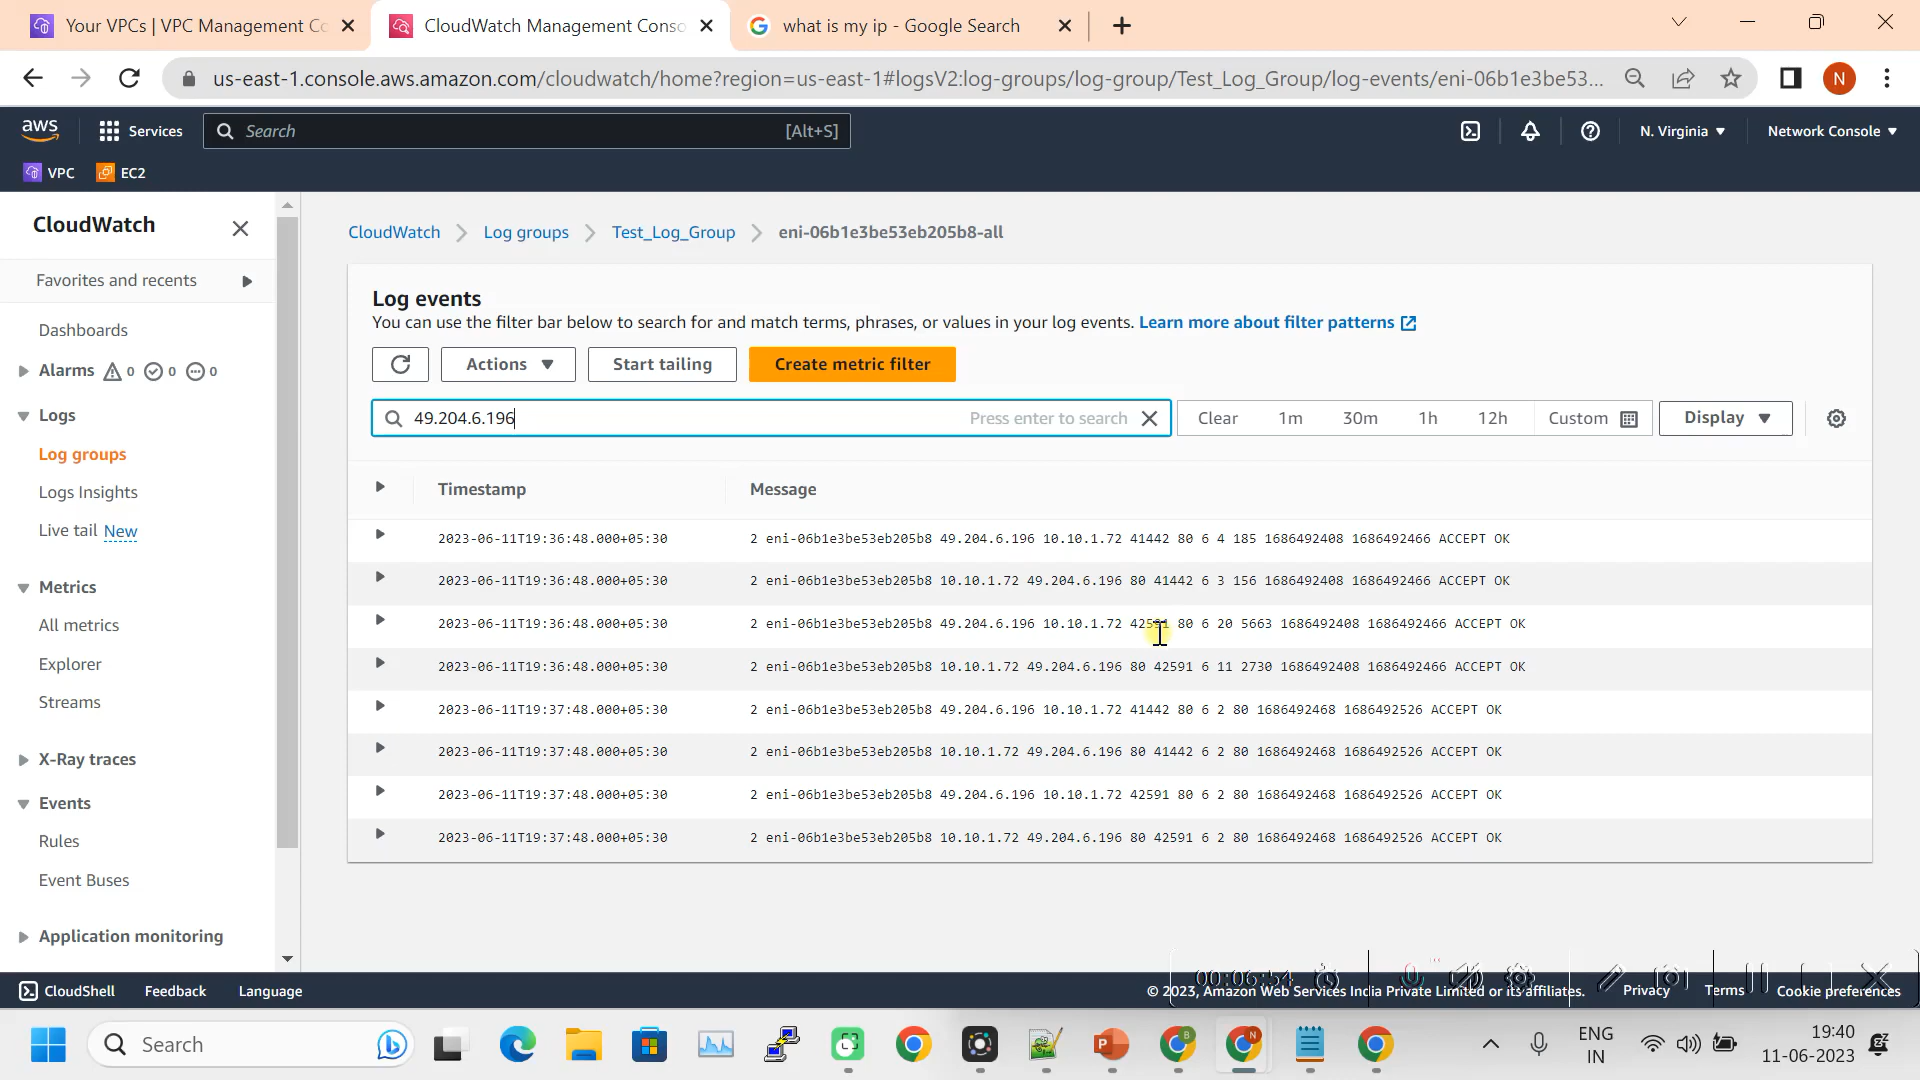 Your VPCs | VPC Management Co
CloudWatch Management Conso
what is my ip - Google Search
us-east-1.console.aws.amazon.com/cloudwatch/home?region=us-east-1#logsV2:log-groups/log-group/Test_Log_Group/log-events/eni-06b1e3be53...
N
aws
Services
Search
[Alt+S]
N. Virginia
Network Console
VPC
EC2
CloudWatch
Favorites and recents
Dashboards
Alarms 0 0 0
Logs
Log groups
Logs Insights
Live tail New
Metrics
All metrics
Explorer
Streams
X-Ray traces
Events
Rules
Event Buses
Application monitoring
CloudWatch Log groups Test_Log_Group eni-06b1e3be53eb205b8-all
Log events
You can use the filter bar below to search for and match terms, phrases, or values in your log events. Learn more about filter patterns
Actions
Start tailing
Create metric filter
49.204.6.196
Press enter to search
Clear 1m 30m 1h 12h Custom
Display
Timestamp Message
2023-06-11T19:36:48.000+05:30 2 eni-06b1e3be53eb205b8 49.204.6.196 10.10.1.72 41442 80 6 4 185 1686492408 1686492466 ACCEPT OK
2023-06-11T19:36:48.000+05:30 2 eni-06b1e3be53eb205b8 10.10.1.72 49.204.6.196 80 41442 6 3 156 1686492408 1686492466 ACCEPT OK
2023-06-11T19:36:48.000+05:30 2 eni-06b1e3be53eb205b8 49.204.6.196 10.10.1.72 42591 80 6 20 5663 1686492408 1686492466 ACCEPT OK
2023-06-11T19:36:48.000+05:30 2 eni-06b1e3be53eb205b8 10.10.1.72 49.204.6.196 80 42591 6 11 2730 1686492408 1686492466 ACCEPT OK
2023-06-11T19:37:48.000+05:30 2 eni-06b1e3be53eb205b8 49.204.6.196 10.10.1.72 41442 80 6 2 80 1686492468 1686492526 ACCEPT OK
2023-06-11T19:37:48.000+05:30 2 eni-06b1e3be53eb205b8 10.10.1.72 49.204.6.196 80 41442 6 2 80 1686492468 1686492526 ACCEPT OK
2023-06-11T19:37:48.000+05:30 2 eni-06b1e3be53eb205b8 49.204.6.196 10.10.1.72 42591 80 6 2 80 1686492468 1686492526 ACCEPT OK
2023-06-11T19:37:48.000+05:30 2 eni-06b1e3be53eb205b8 10.10.1.72 49.204.6.196 80 42591 6 2 80 1686492468 1686492526 ACCEPT OK
00:06:54
CloudShell Feedback Language
© 2023, Amazon Web Services India Private Limited or its affiliates. Privacy Terms Cookie preferences
Search
B
N
ENG
IN
19:40
11-06-2023